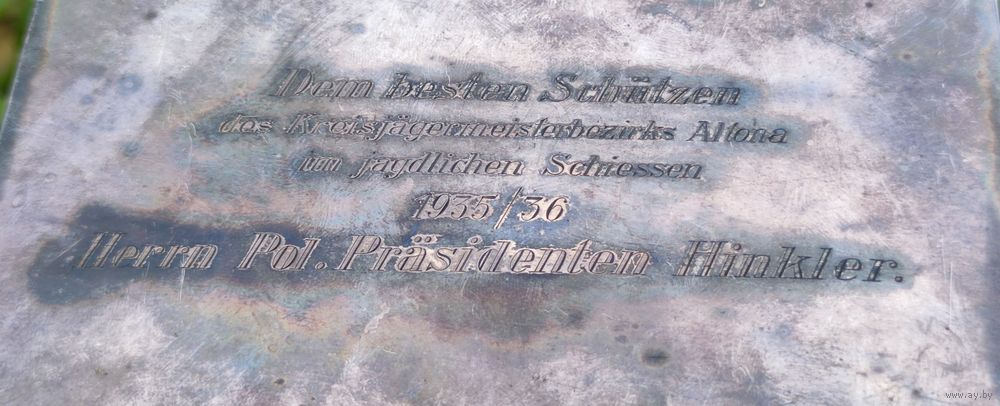 Dem besten Schützen
des Kreisjägermeisterbezirks Altona
im jagdlichen Schiessen
1935/36
Herrn Pol. Präsidenten Hinkler.
www.ay.by